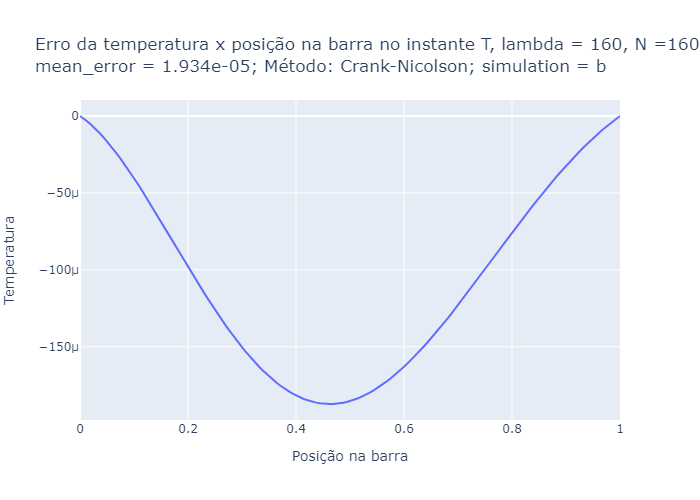 Erro da temperatura x posição na barra no instante T, lambda = 160, N =160
mean_error = 1.934e-05; Método: Crank-Nicolson; simulation = b
0
−50μ
−100μ
−150μ
Temperatura
0
0.2
0.4
0.6
0.8
1
Posição na barra